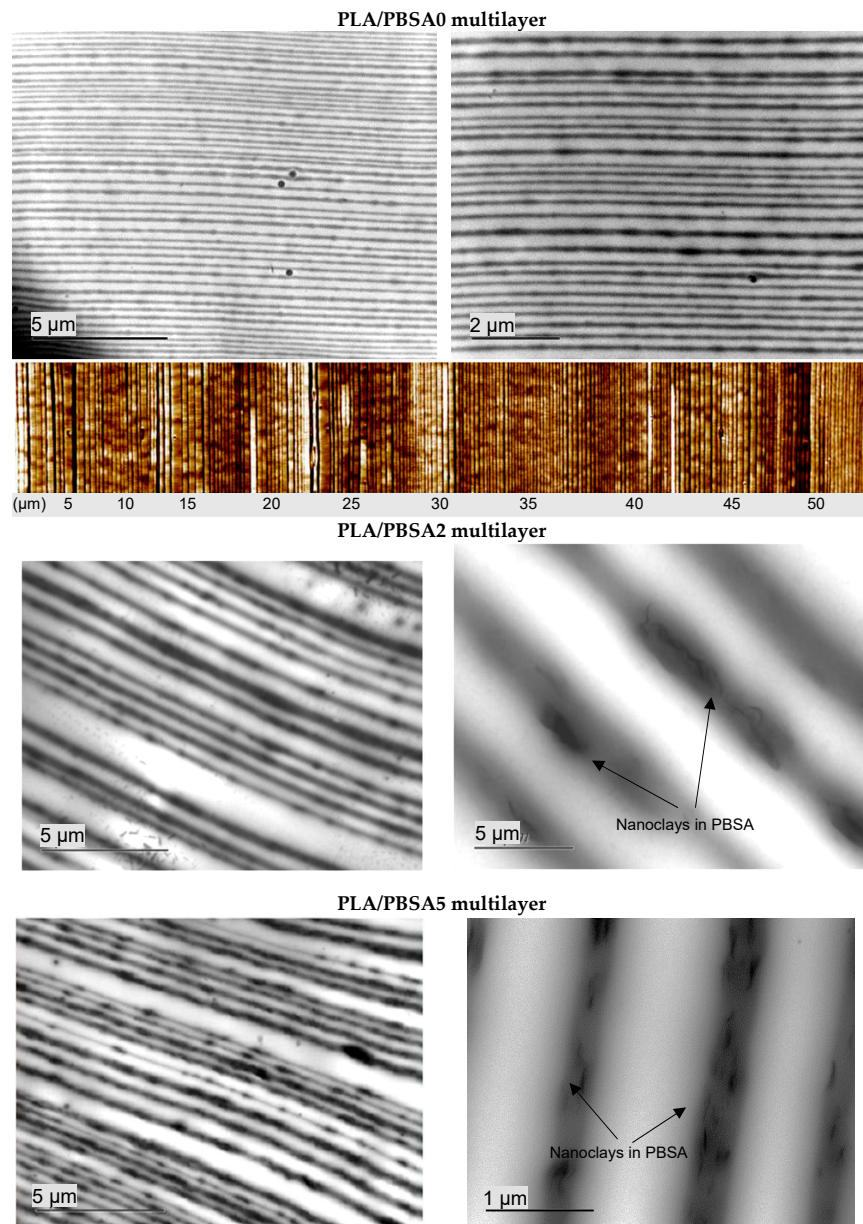 PLA/PBSA0 multilayer
5 µm
2 µm
(µm) 5 10 15 20 25 30 35 40 45 50
PLA/PBSA2 multilayer
Nanoclays in PBSA
5 µm
5 µm
PLA/PBSA5 multilayer
Nanoclays in PBSA
5 µm
1 µm